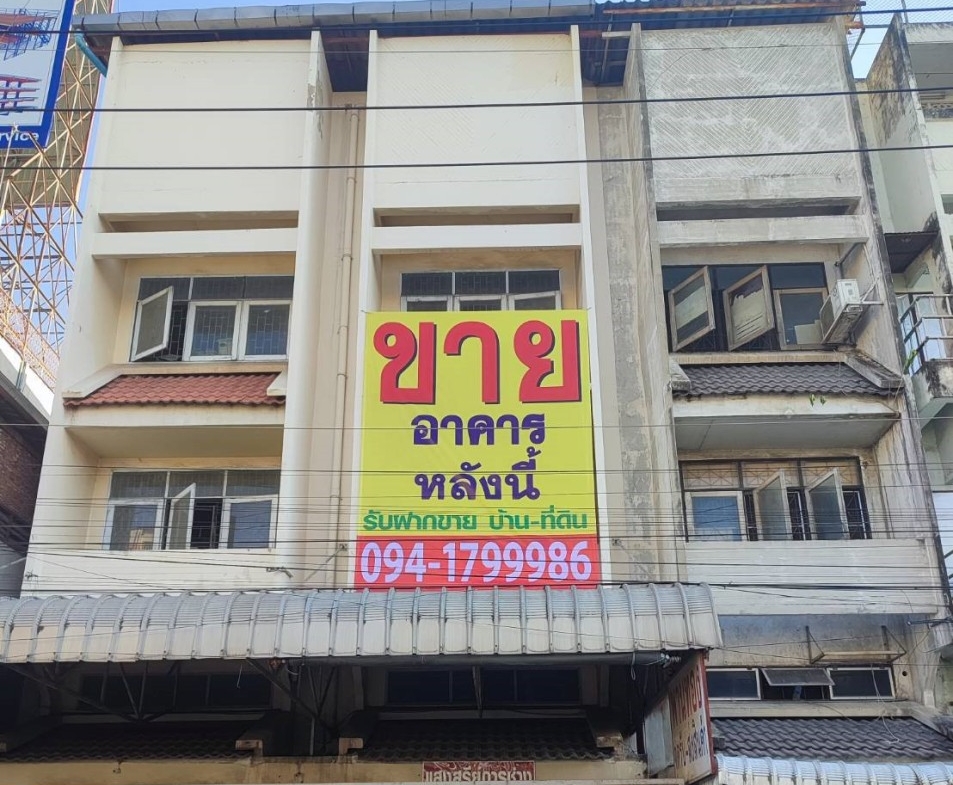 rvice
ขาย
อาคาร
หลังนี้
รับฝากขาย บ้าน-ที่ดิน
094-1799986